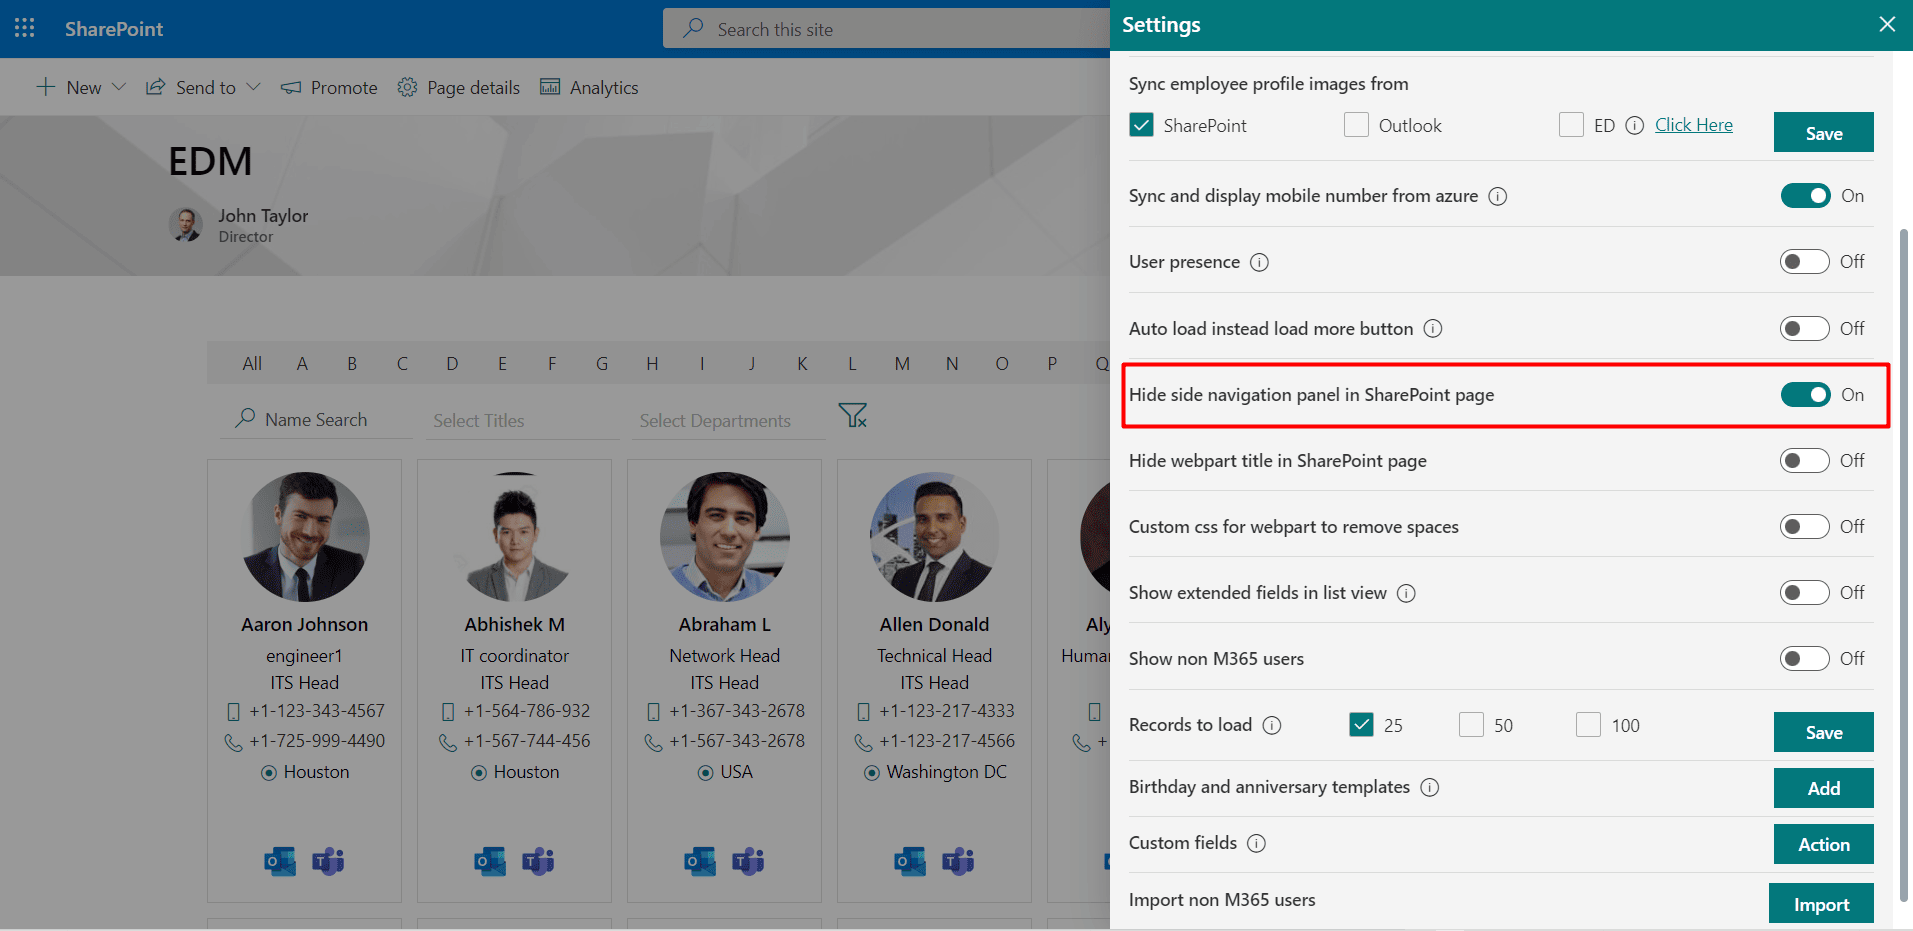 SharePoint
Search this site
New
Send to
Promote
Page details
Analytics
EDM
John Taylor
Director
All A B C D E F G H I J K L M N O P Q
Name Search
Select Titles
Select Departments
Aaron Johnson
engineer1
ITS Head
+1-123-343-4567
+1-725-999-4490
Houston
Abhishek M
IT coordinator
ITS Head
+1-564-786-932
+1-567-744-456
Houston
Abraham L
Network Head
ITS Head
+1-367-343-2678
+1-567-343-2678
USA
Allen Donald
Technical Head
ITS Head
+1-123-217-4333
+1-123-217-4566
Washington DC
Aly
Human
+
Settings
Sync employee profile images from
SharePoint
Outlook
ED
Click Here
Save
Sync and display mobile number from azure
On
User presence
Off
Auto load instead load more button
Off
Hide side navigation panel in SharePoint page
On
Hide webpart title in SharePoint page
Off
Custom css for webpart to remove spaces
Off
Show extended fields in list view
Off
Show non M365 users
Off
Records to load
25
50
100
Save
Birthday and anniversary templates
Add
Custom fields
Action
Import non M365 users
Import